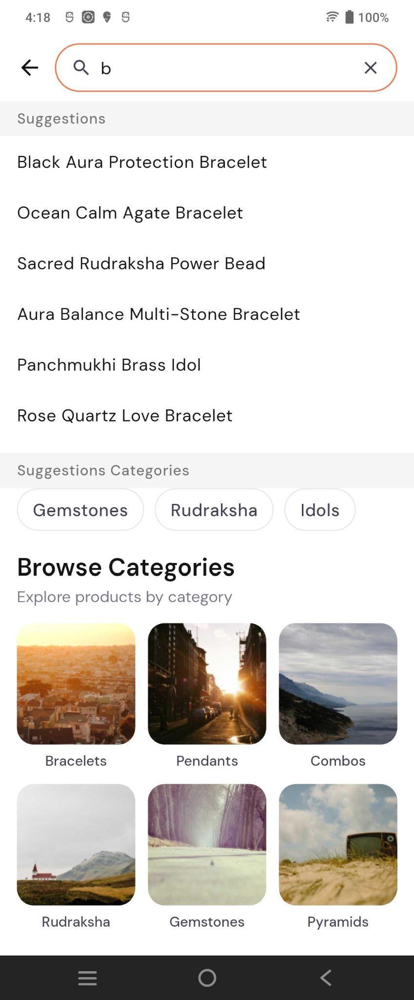 4:18
100%
b
Suggestions
Black Aura Protection Bracelet
Ocean Calm Agate Bracelet
Sacred Rudraksha Power Bead
Aura Balance Multi-Stone Bracelet
Panchmukhi Brass Idol
Rose Quartz Love Bracelet
Suggestions Categories
Gemstones Rudraksha Idols
Browse Categories
Explore products by category
Bracelets Pendants Combos
Rudraksha Gemstones Pyramids